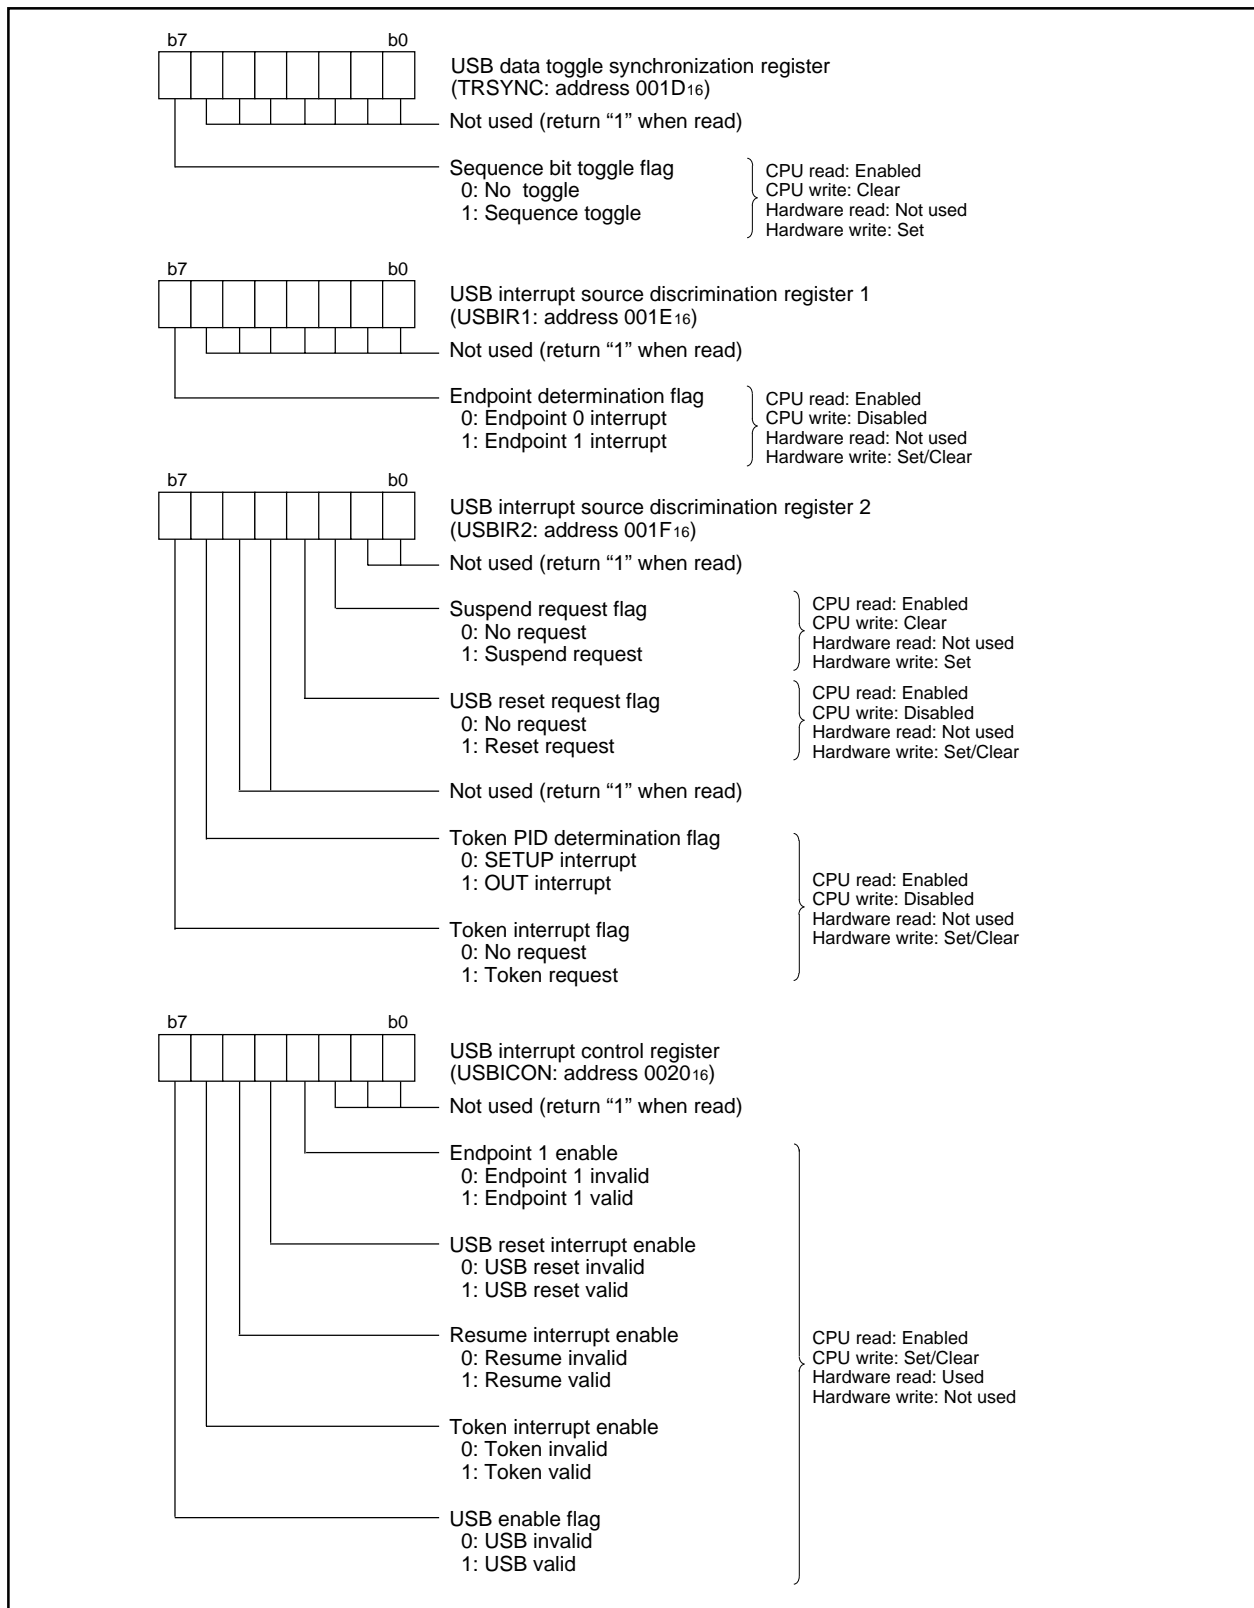 b7 b0
USB data toggle synchronization register
(TRSYNC: address 001D16)
Not used (return “1” when read)
Sequence bit toggle flag
0: No toggle
1: Sequence toggle
CPU read: Enabled
CPU write: Clear
Hardware read: Not used
Hardware write: Set
b7 b0
USB interrupt source discrimination register 1
(USBIR1: address 001E16)
Not used (return “1” when read)
Endpoint determination flag
0: Endpoint 0 interrupt
1: Endpoint 1 interrupt
CPU read: Enabled
CPU write: Disabled
Hardware read: Not used
Hardware write: Set/Clear
b7 b0
USB interrupt source discrimination register 2
(USBIR2: address 001F16)
Not used (return “1” when read)
Suspend request flag
0: No request
1: Suspend request
CPU read: Enabled
CPU write: Clear
Hardware read: Not used
Hardware write: Set
USB reset request flag
0: No request
1: Reset request
CPU read: Enabled
CPU write: Disabled
Hardware read: Not used
Hardware write: Set/Clear
Not used (return “1” when read)
Token PID determination flag
0: SETUP interrupt
1: OUT interrupt
Token interrupt flag
0: No request
1: Token request
CPU read: Enabled
CPU write: Disabled
Hardware read: Not used
Hardware write: Set/Clear
b7 b0
USB interrupt control register
(USBICON: address 002016)
Not used (return “1” when read)
Endpoint 1 enable
0: Endpoint 1 invalid
1: Endpoint 1 valid
USB reset interrupt enable
0: USB reset invalid
1: USB reset valid
Resume interrupt enable
0: Resume invalid
1: Resume valid
Token interrupt enable
0: Token invalid
1: Token valid
USB enable flag
0: USB invalid
1: USB valid
CPU read: Enabled
CPU write: Set/Clear
Hardware read: Used
Hardware write: Not used